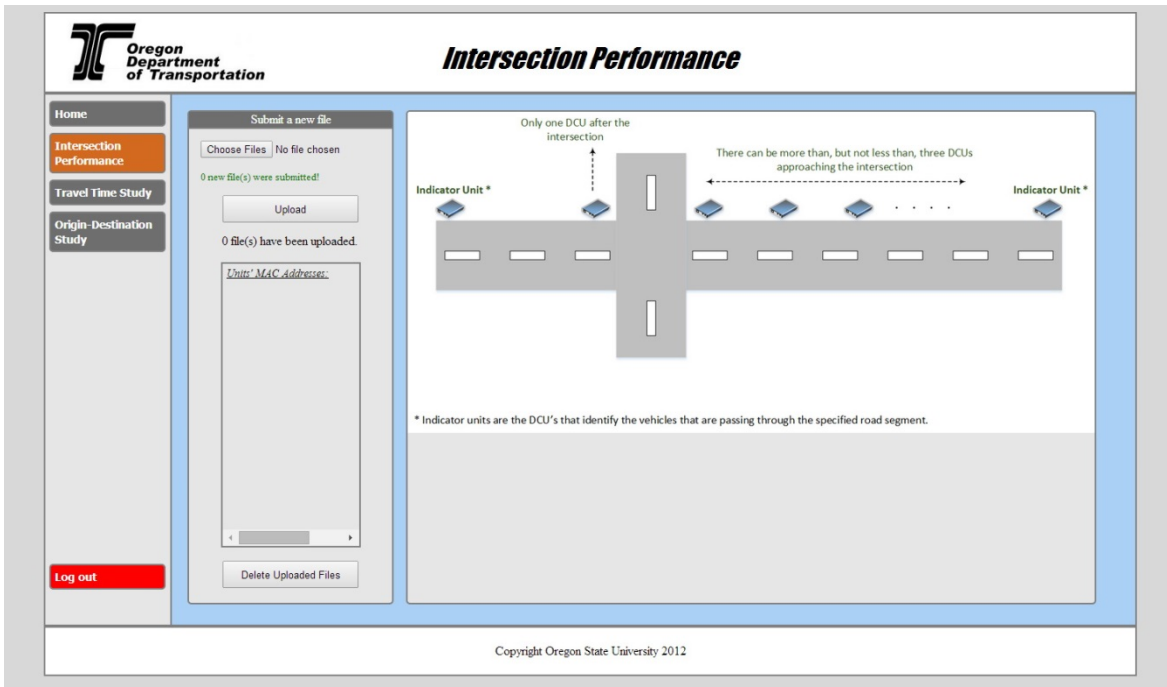 Oregon
Department
of Transportation
Intersection Performance
Home
Intersection
Performance
Travel Time Study
Origin-Destination
Study
Log out
Submit a new file
Choose Files No file chosen
0 new file(s) were submitted!
Upload
0 file(s) have been uploaded.
Units' MAC Addresses:
Delete Uploaded Files
Only one DCU after the
intersection
There can be more than, but not less than, three DCUs
approaching the intersection
Indicator Unit *
Indicator Unit *
. . . .
* Indicator units are the DCU's that identify the vehicles that are passing through the specified road segment.
Copyright Oregon State University 2012